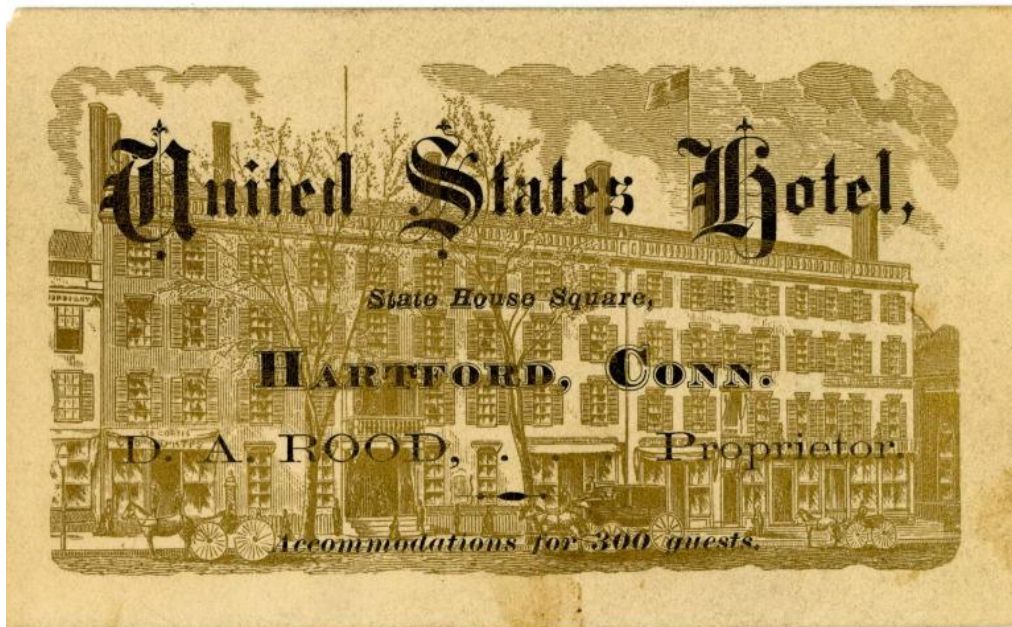 United States Hotel,
State House Square,
HARTFORD, CONN.
D. A. ROOD, . . Proprietor.
Accommodations for 300 guests.